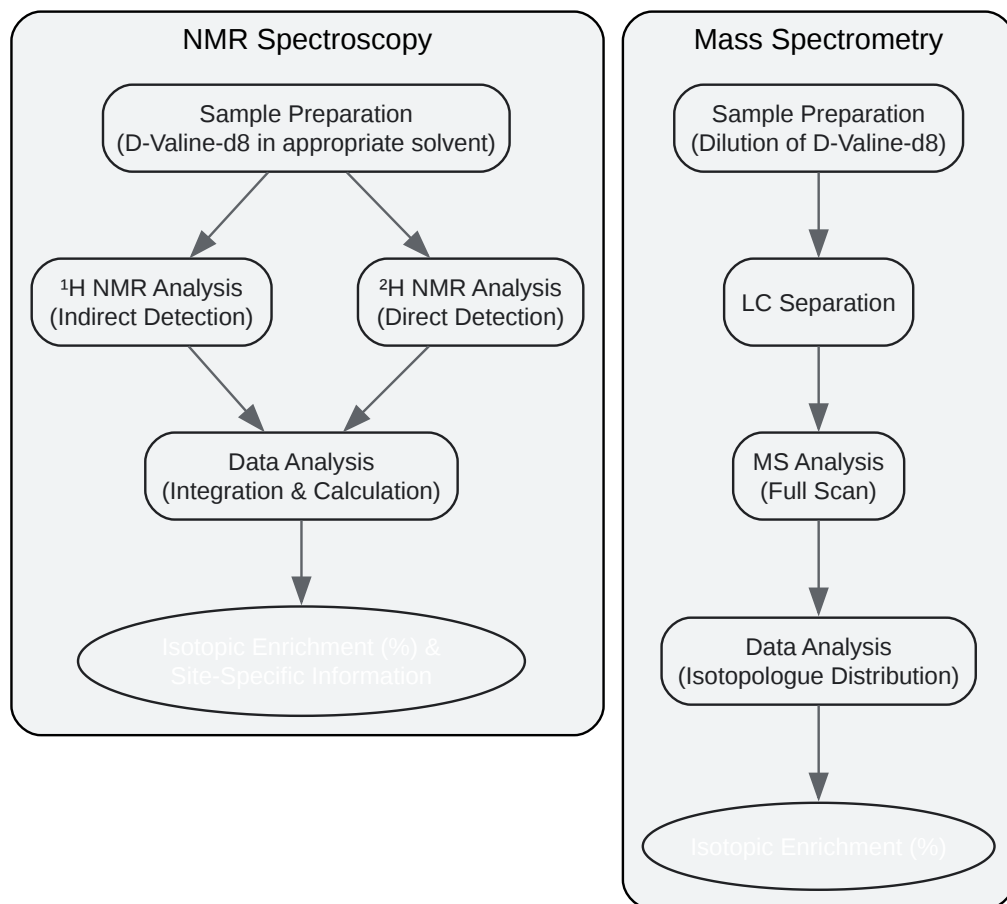 NMR Spectroscopy
Sample Preparation
(D-Valine-d8 in appropriate solvent)
¹H NMR Analysis
(Indirect Detection)
²H NMR Analysis
(Direct Detection)
Data Analysis
(Integration & Calculation)
Isotopic Enrichment (%) &
Site-Specific Information
Mass Spectrometry
Sample Preparation
(Dilution of D-Valine-d8)
LC Separation
MS Analysis
(Full Scan)
Data Analysis
(Isotopologue Distribution)
Isotopic Enrichment (%)